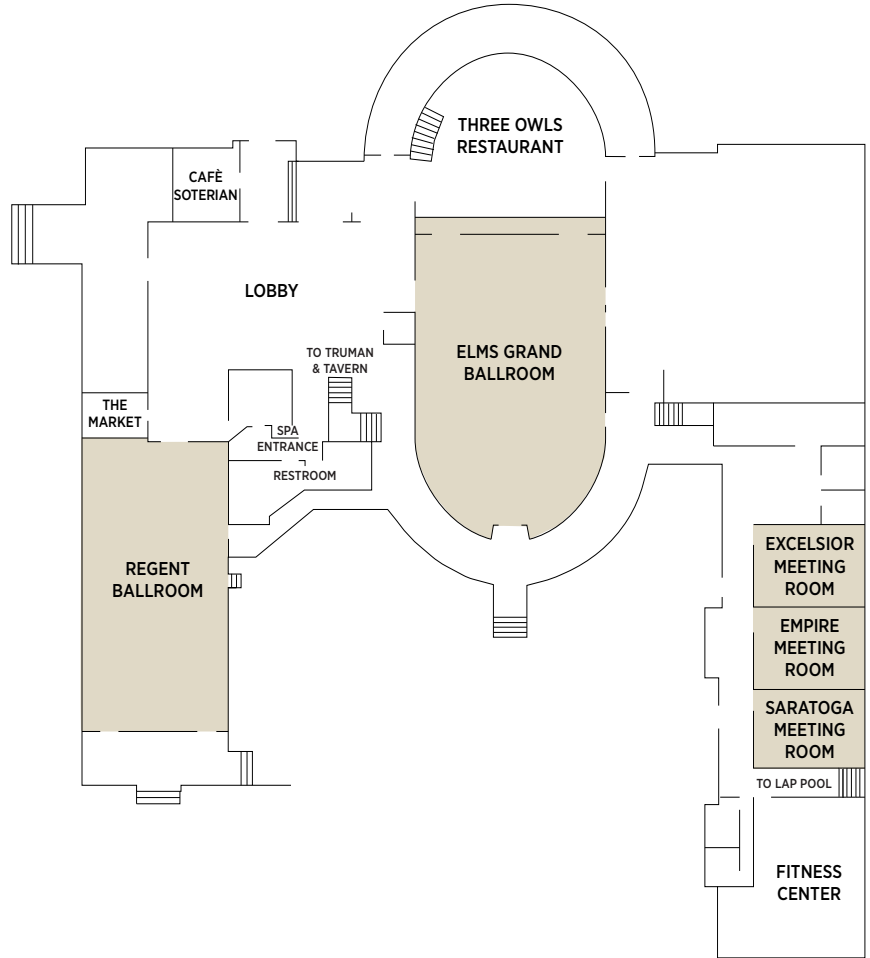 THREE OWLS
RESTAURANT
CAFÈ
SOTERIAN
LOBBY
TO TRUMAN
& TAVERN
ELMS GRAND
BALLROOM
THE
MARKET
SPA
ENTRANCE
RESTROOM
REGENT
BALLROOM
EXCELSIOR
MEETING
ROOM
EMPIRE
MEETING
ROOM
SARATOGA
MEETING
ROOM
TO LAP POOL
FITNESS
CENTER